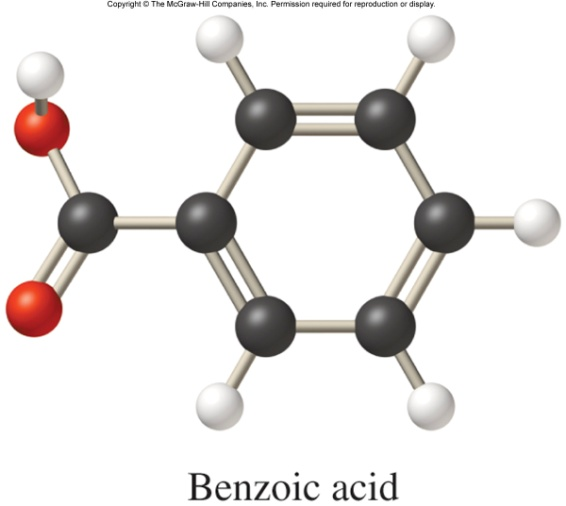 Copyright © The McGraw-Hill Companies, Inc. Permission required for reproduction or display.
Benzoic acid